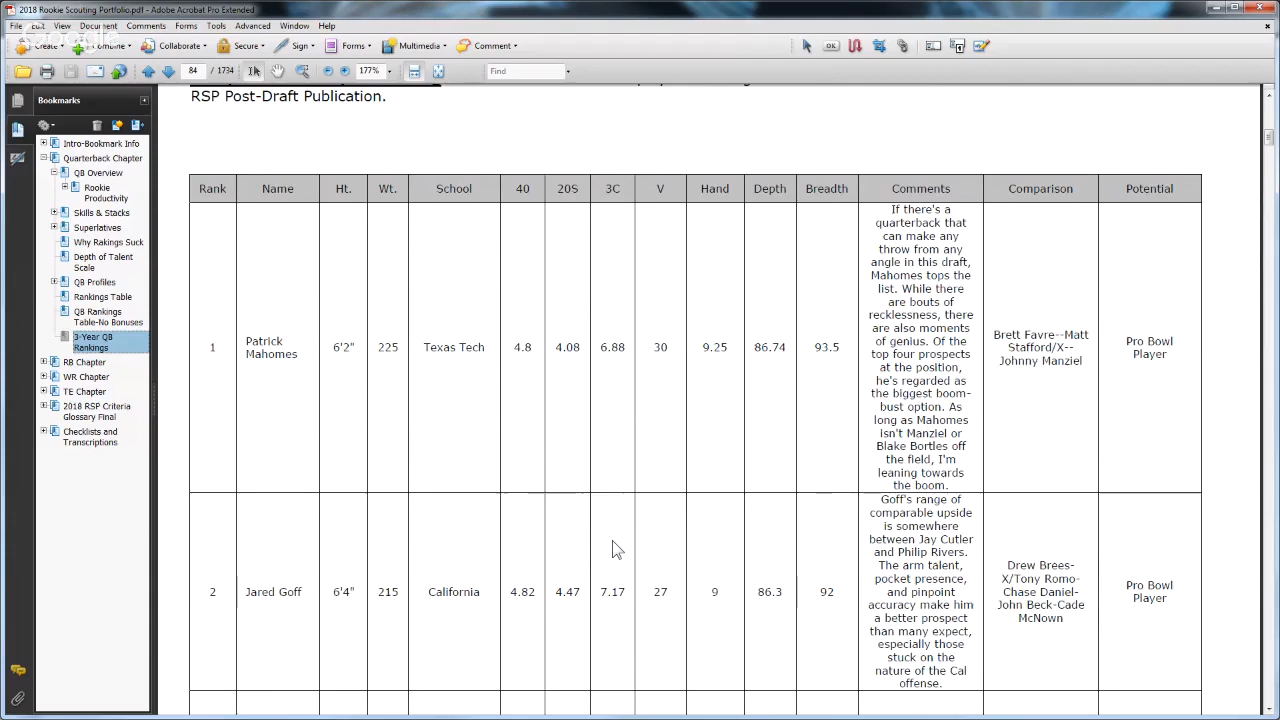 2018 Rookie Scouting Portfolio.pdf - Adobe Acrobat Pro Extended
File Edit View Document Comments Forms Tools Advanced Window Help
Google
Create Combine Collaborate Secure Sign Forms Multimedia Comment
84 / 1734 177% Find
Bookmarks
Intro-Bookmark Info
Quarterback Chapter
QB Overview
Rookie
Productivity
Skills & Stacks
Superlatives
Why Rakings Suck
Depth of Talent
Scale
QB Profiles
Rankings Table
QB Rankings
Table-No Bonuses
3-Year QB
Rankings
RB Chapter
WR Chapter
TE Chapter
2018 RSP Criteria
Glossary Final
Checklists and
Transcriptions
RSP Post-Draft Publication.
Rank Name Ht. Wt. School 40 20S 3C V Hand Depth Breadth Comments Comparison Potential
1
Patrick
Mahomes
6'2" 225 Texas Tech 4.8 4.08 6.88 30 9.25 86.74 93.5
If there's a
quarterback that
can make any
throw from any
angle in this draft,
Mahomes tops the
list. While there
are bouts of
recklessness, there
are also moments
of genius. Of the
top four prospects
at the position,
he's regarded as
the biggest boom-
bust option. As
long as Mahomes
isn't Manziel or
Blake Bortles off
the field, I'm
leaning towards
the boom.
Brett Favre--Matt
Stafford/X--
Johnny Manziel
Pro Bowl
Player
2 Jared Goff 6'4" 215 California 4.82 4.47 7.17 27 9 86.3 92
Goff's range of
comparable upside
is somewhere
between Jay Cutler
and Philip Rivers.
The arm talent,
pocket presence,
and pinpoint
accuracy make him
a better prospect
than many expect,
especially those
stuck on the
nature of the Cal
offense.
Drew Brees-
X/Tony Romo-
Chase Daniel-
John Beck-Cade
McNown
Pro Bowl
Player